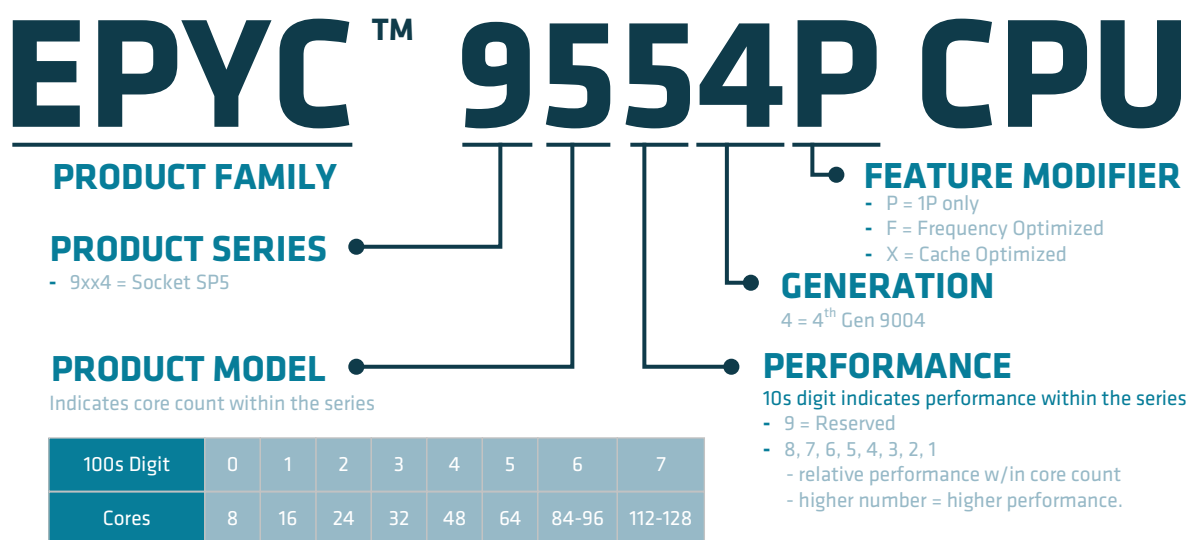 EPYC™ 9554P CPU
PRODUCT FAMILY
PRODUCT SERIES
- 9xx4 = Socket SP5
PRODUCT MODEL
Indicates core count within the series
100s Digit 0 1 2 3 4 5 6 7
Cores 8 16 24 32 48 64 84-96 112-128
FEATURE MODIFIER
- P = 1P only
- F = Frequency Optimized
- X = Cache Optimized
GENERATION
4 = 4th Gen 9004
PERFORMANCE
10s digit indicates performance within the series
- 9 = Reserved
- 8, 7, 6, 5, 4, 3, 2, 1
- relative performance w/in core count
- higher number = higher performance.